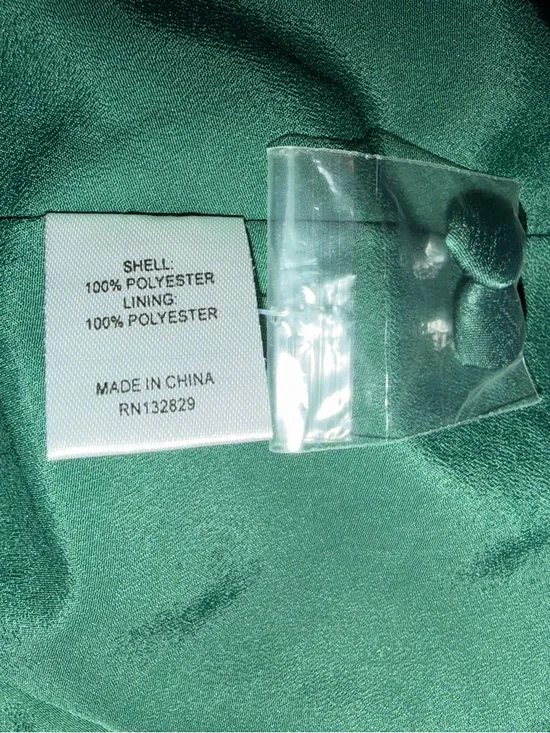 SHELL:
100% POLYESTER
LINING:
100% POLYESTER
MADE IN CHINA
RN132829